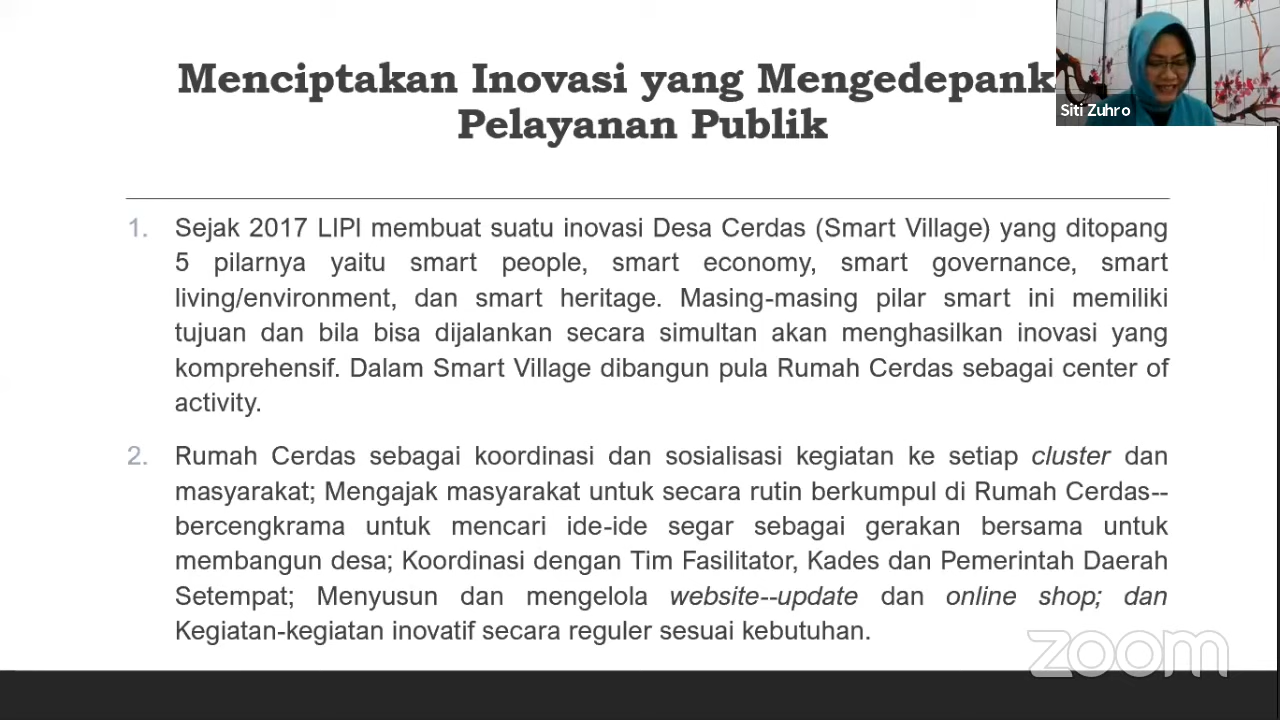 Menciptakan Inovasi yang Mengedepank
Pelayanan Publik
Siti Zuhro
1. Sejak 2017 LIPI membuat suatu inovasi Desa Cerdas (Smart Village) yang ditopang
5 pilarnya yaitu smart people, smart economy, smart governance, smart
living/environment, dan smart heritage. Masing-masing pilar smart ini memiliki
tujuan dan bila bisa dijalankan secara simultan akan menghasilkan inovasi yang
komprehensif. Dalam Smart Village dibangun pula Rumah Cerdas sebagai center of
activity.
2. Rumah Cerdas sebagai koordinasi dan sosialisasi kegiatan ke setiap cluster dan
masyarakat; Mengajak masyarakat untuk secara rutin berkumpul di Rumah Cerdas--
bercengkrama untuk mencari ide-ide segar sebagai gerakan bersama untuk
membangun desa; Koordinasi dengan Tim Fasilitator, Kades dan Pemerintah Daerah
Setempat; Menyusun dan mengelola website--update dan online shop; dan
Kegiatan-kegiatan inovatif secara reguler sesuai kebutuhan.
zoom